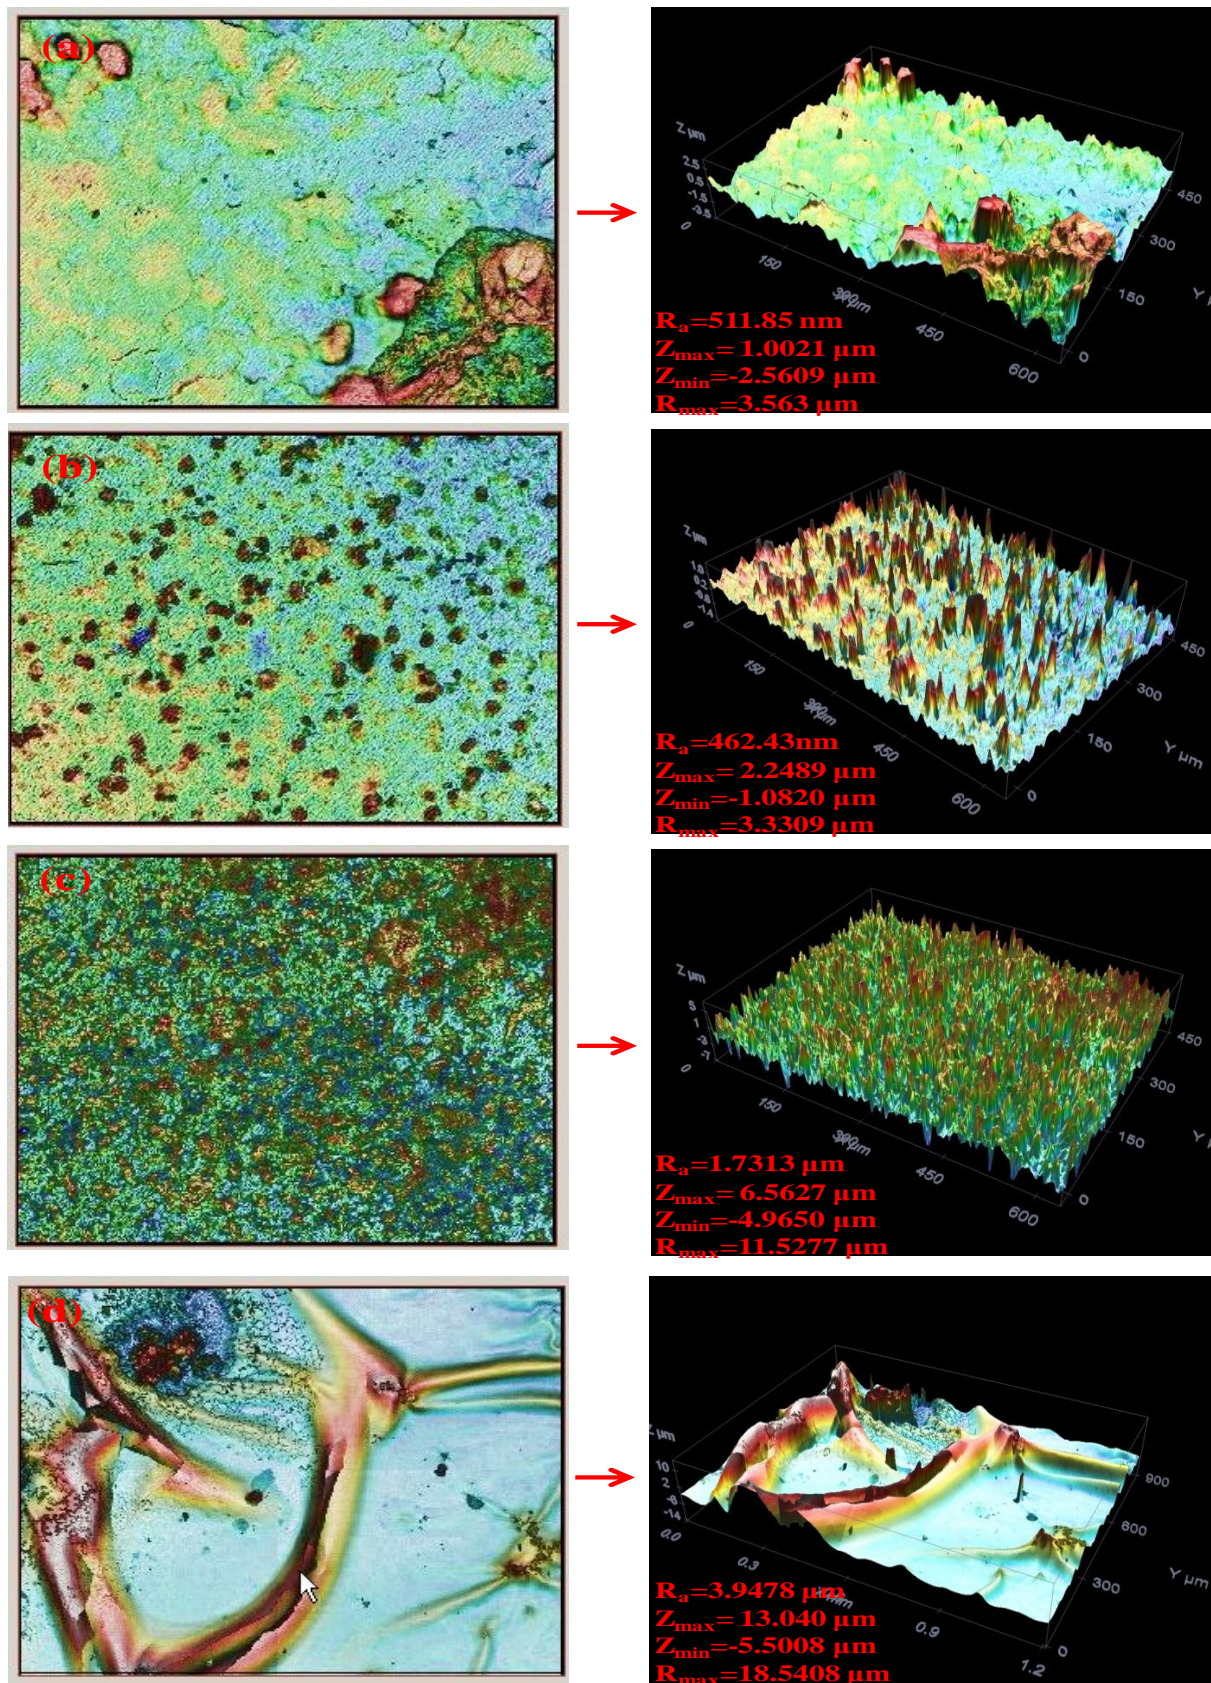 (a)
Z µm
2.5
0.5
-1.5
-3.5
0
150
300
450
600
0
150
300
450
Ra=511.85 nm
Zmax= 1.0021 µm
Zmin=-2.5609 µm
Rmax=3.563 µm
(b)
Z µm
0
150
300
450
600
0
150
300
450
Y µm
Ra=462.43nm
Zmax= 2.2489 µm
Zmin=-1.0820 µm
Rmax=3.3309 µm
(c)
Z µm
5
1
-3
-7
0
150
300
450
600
0
150
300
450
Ra=1.7313 µm
Zmax= 6.5627 µm
Zmin=-4.9650 µm
Rmax=11.5277 µm
(d)
Z µm
10
2
-6
-14
0.0
0.3
0.9
1.2
0
300
600
900
Y µm
Ra=3.9478 µm
Zmax= 13.040 µm
Zmin=-5.5008 µm
Rmax=18.5408 µm